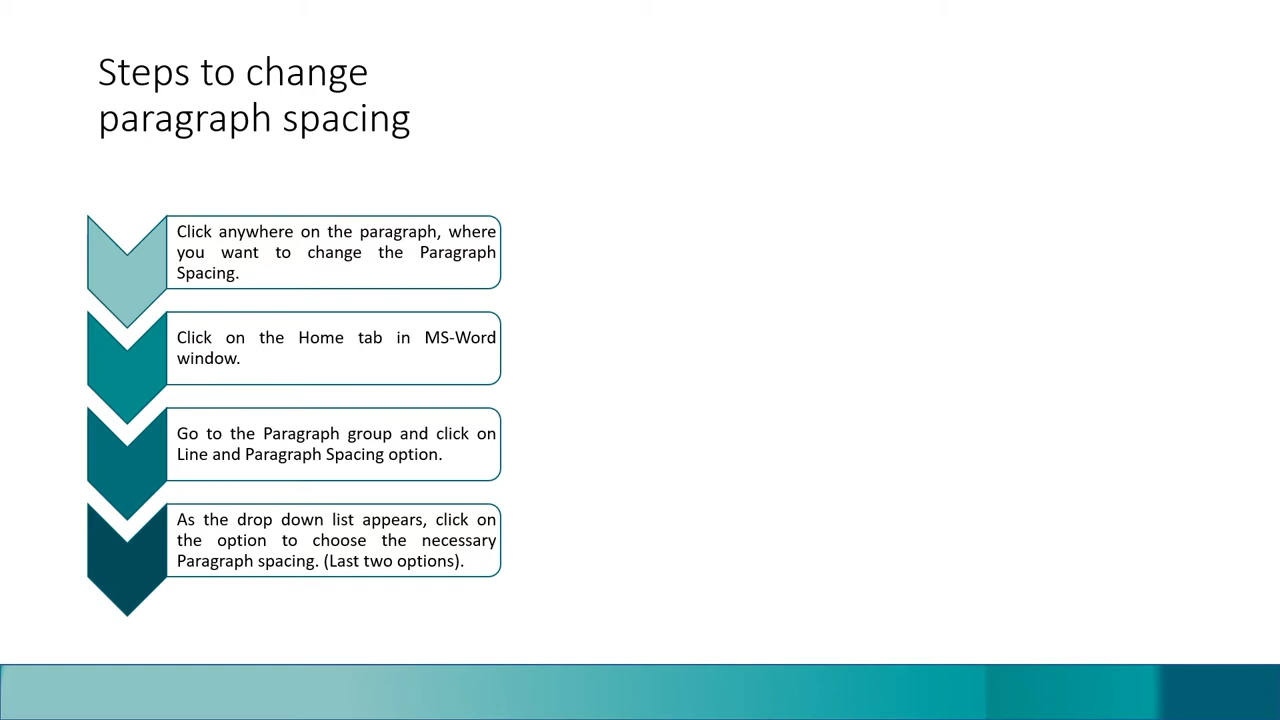 Steps to change
paragraph spacing
Click anywhere on the paragraph, where
you want to change the Paragraph
Spacing.
Click on the Home tab in MS-Word
window.
Go to the Paragraph group and click on
Line and Paragraph Spacing option.
As the drop down list appears, click on
the option to choose the necessary
Paragraph spacing. (Last two options).